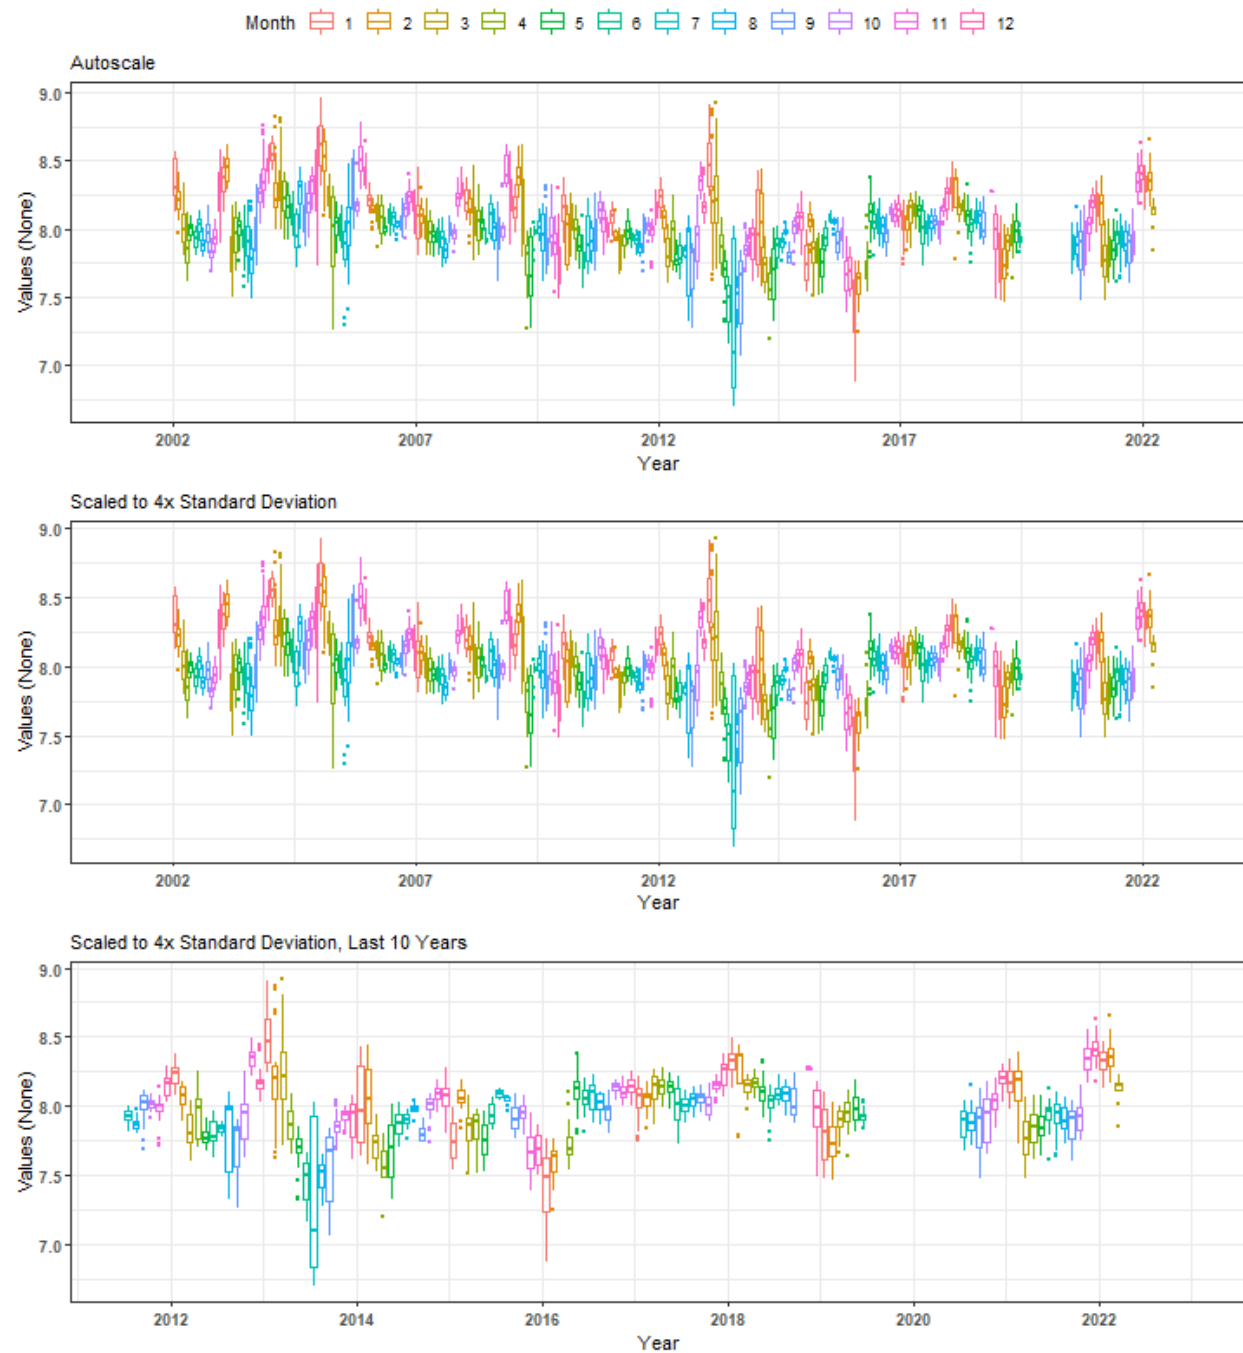 Month 1 2 3 4 5 6 7 8 9 10 11 12
Autoscale
9.0
8.5
8.0
7.5
7.0
Values (None)
2002 2007 2012 2017 2022
Year
Scaled to 4x Standard Deviation
9.0
8.5
8.0
7.5
7.0
Values (None)
2002 2007 2012 2017 2022
Year
Scaled to 4x Standard Deviation, Last 10 Years
9.0
8.5
8.0
7.5
7.0
Values (None)
2012 2014 2016 2018 2020 2022
Year